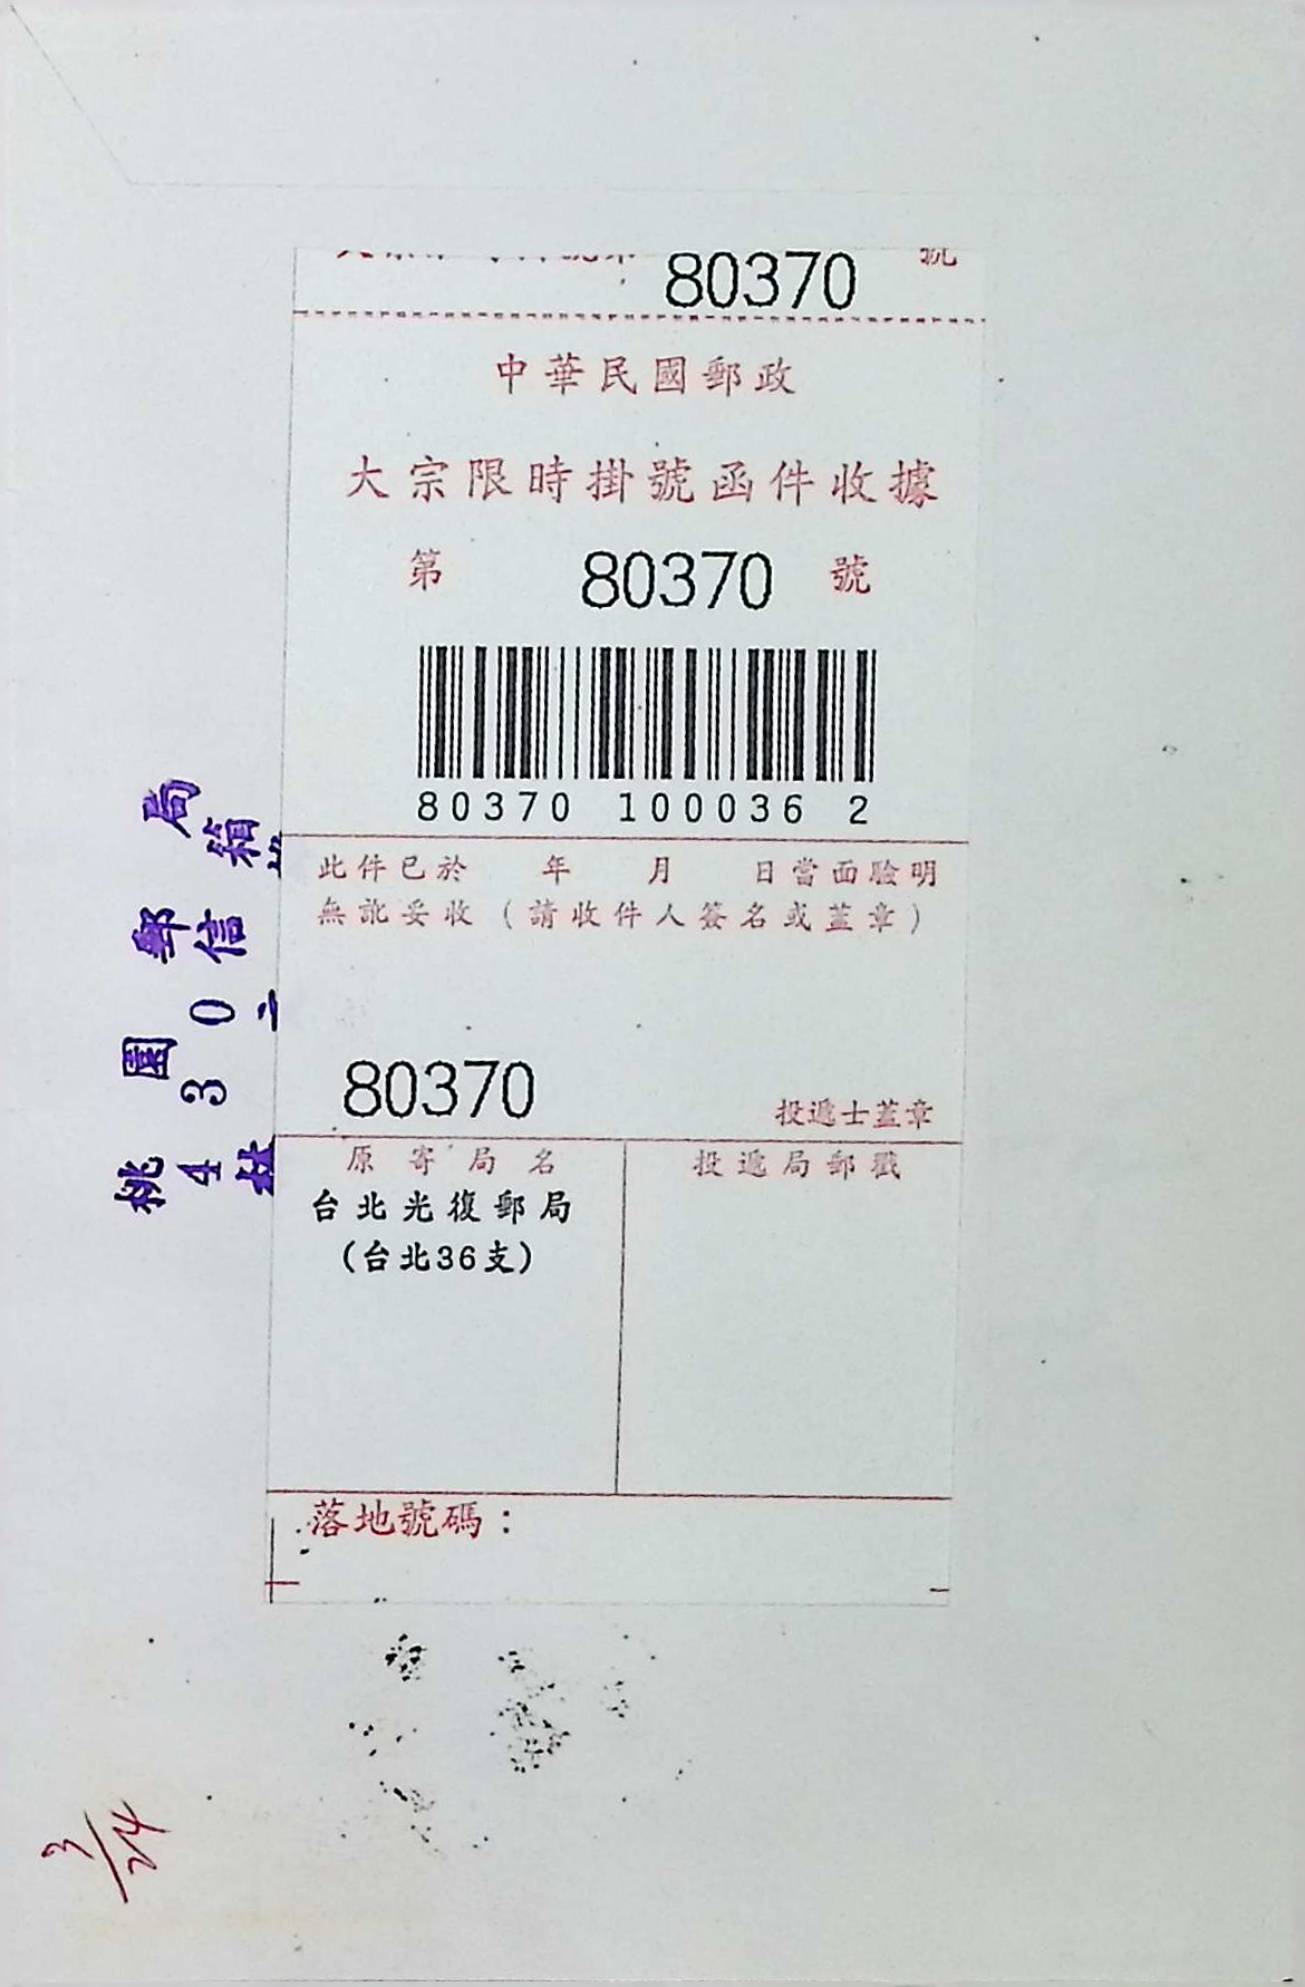 80370 號
中華民國郵政
大宗限時掛號函件收據
第 80370 號
80370 100036 2
此件已於 年 月 日當面驗明
無訛妥收（請收件人簽名或蓋章）
80370
投遞士蓋章
原寄局名 投遞局郵戳
台北光復郵局
(台北36支)
落地號碼：
桃園郵局
430信箱
3/24